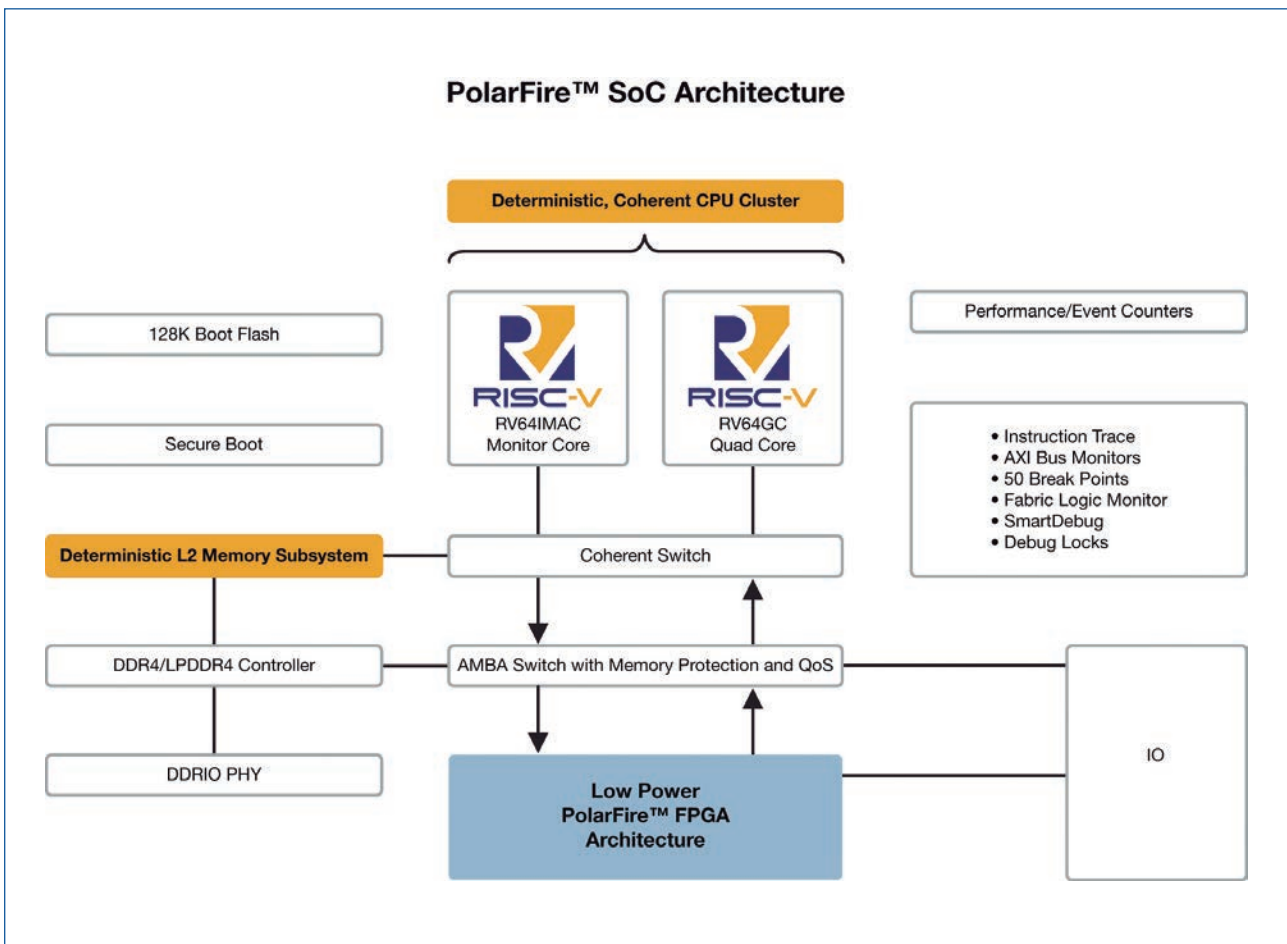 PolarFire™ SoC Architecture
Deterministic, Coherent CPU Cluster
128K Boot Flash
Secure Boot
RISC-V
RV64IMAC
Monitor Core
RISC-V
RV64GC
Quad Core
Performance/Event Counters
• Instruction Trace
• AXI Bus Monitors
• 50 Break Points
• Fabric Logic Monitor
• SmartDebug
• Debug Locks
Deterministic L2 Memory Subsystem
Coherent Switch
DDR4/LPDDR4 Controller
AMBA Switch with Memory Protection and QoS
DDRIO PHY
Low Power
PolarFire™ FPGA
Architecture
IO